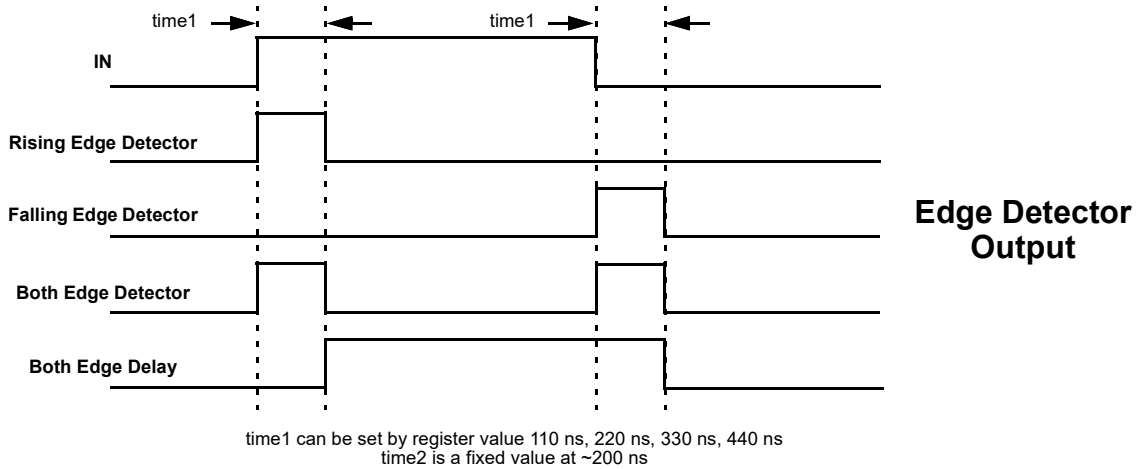 time1
time1
IN
Rising Edge Detector
Falling Edge Detector
Edge Detector
Output
Both Edge Detector
Both Edge Delay
time1 can be set by register value 110 ns, 220 ns, 330 ns, 440 ns
time2 is a fixed value at ~200 ns